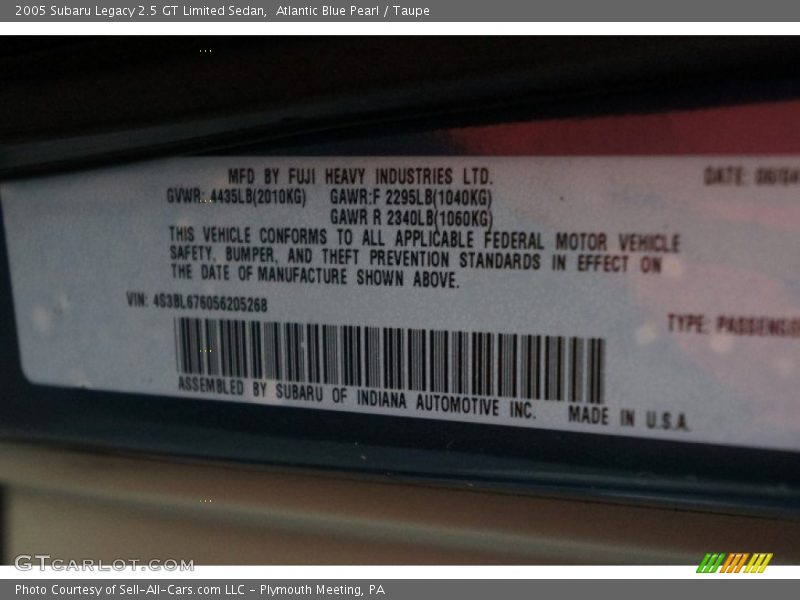 2005 Subaru Legacy 2.5 GT Limited Sedan, Atlantic Blue Pearl / Taupe
MFD BY FUJI HEAVY INDUSTRIES LTD. DATE: 06/04
GVWR: 4435LB(2010KG) GAWR:F 2295LB(1040KG)
GAWR R 2340LB(1060KG)
THIS VEHICLE CONFORMS TO ALL APPLICABLE FEDERAL MOTOR VEHICLE
SAFETY, BUMPER, AND THEFT PREVENTION STANDARDS IN EFFECT ON
THE DATE OF MANUFACTURE SHOWN ABOVE.
VIN: 4S3BL676056205268
TYPE: PASSENGE
ASSEMBLED BY SUBARU OF INDIANA AUTOMOTIVE INC. MADE IN U.S.A.
GTCARLOT.COM
Photo Courtesy of Sell-All-Cars.com LLC - Plymouth Meeting, PA